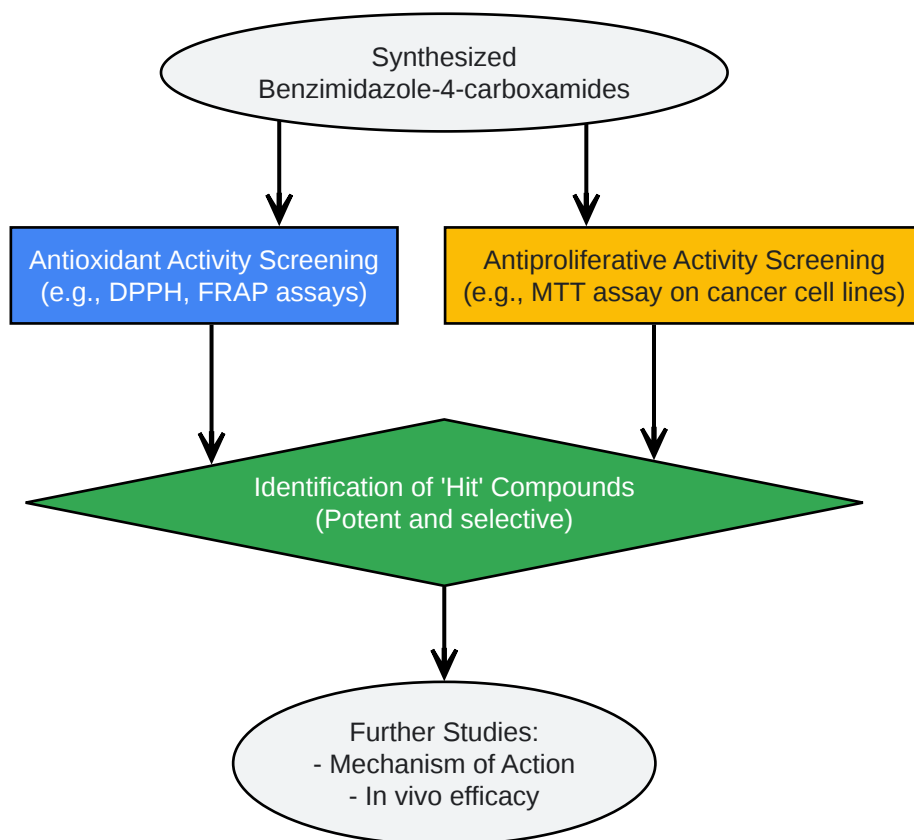 Synthesized
Benzimidazole-4-carboxamides
Antioxidant Activity Screening
(e.g., DPPH, FRAP assays)
Antiproliferative Activity Screening
(e.g., MTT assay on cancer cell lines)
Identification of 'Hit' Compounds
(Potent and selective)
Further Studies:
- Mechanism of Action
- In vivo efficacy